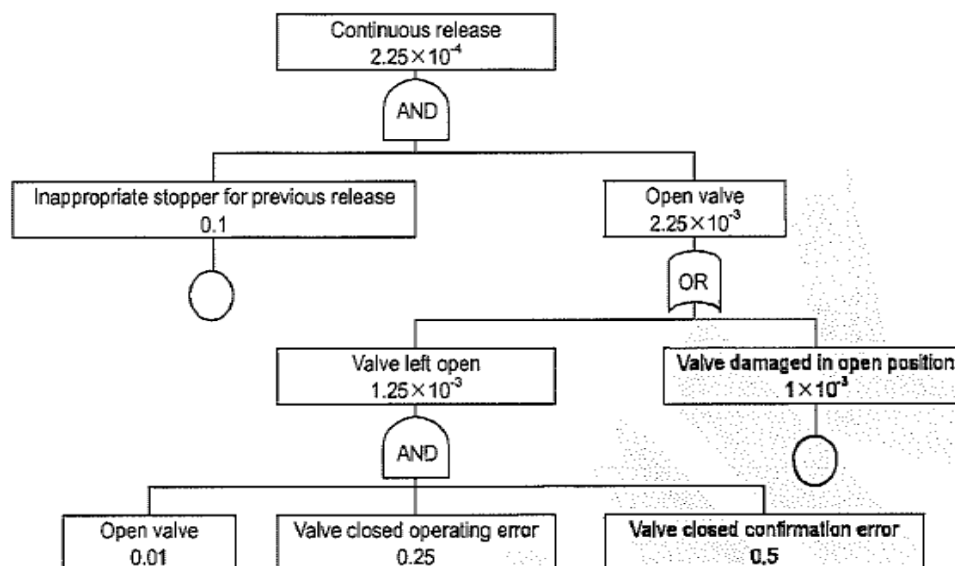 Continuous release
2.25×10⁻⁴
AND
Inappropriate stopper for previous release
0.1
Open valve
2.25×10⁻³
OR
Valve left open
1.25×10⁻³
Valve damaged in open position
1×10⁻³
AND
Open valve
0.01
Valve closed operating error
0.25
Valve closed confirmation error
0.5